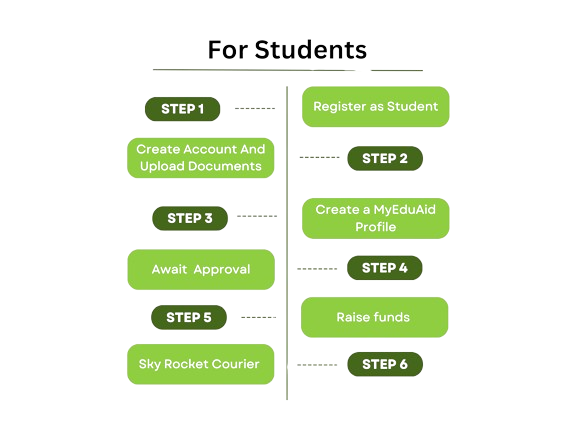 For Students
STEP 1
Register as Student
Create Account And
Upload Documents
STEP 2
STEP 3
Create a MyEduAid
Profile
Await Approval
STEP 4
STEP 5
Raise funds
Sky Rocket Courier
STEP 6